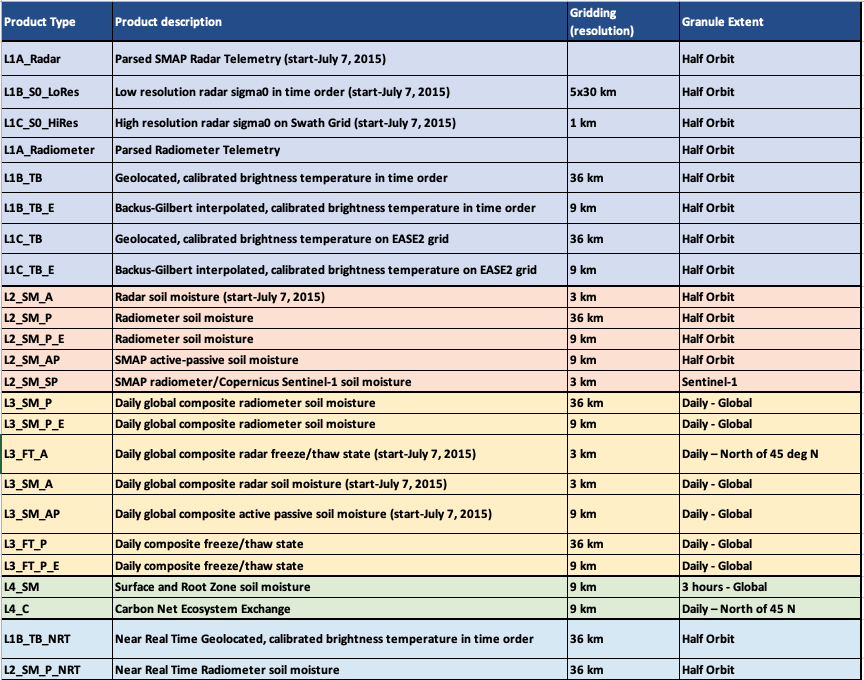 Product Type Product description Gridding (resolution) Granule Extent
L1A_Radar Parsed SMAP Radar Telemetry (start-July 7, 2015) Half Orbit
L1B_S0_LoRes Low resolution radar sigma0 in time order (start-July 7, 2015) 5x30 km Half Orbit
L1C_S0_HiRes High resolution radar sigma0 on Swath Grid (start-July 7, 2015) 1 km Half Orbit
L1A_Radiometer Parsed Radiometer Telemetry Half Orbit
L1B_TB Geolocated, calibrated brightness temperature in time order 36 km Half Orbit
L1B_TB_E Backus-Gilbert interpolated, calibrated brightness temperature in time order 9 km Half Orbit
L1C_TB Geolocated, calibrated brightness temperature on EASE2 grid 36 km Half Orbit
L1C_TB_E Backus-Gilbert interpolated, calibrated brightness temperature on EASE2 grid 9 km Half Orbit
L2_SM_A Radar soil moisture (start-July 7, 2015) 3 km Half Orbit
L2_SM_P Radiometer soil moisture 36 km Half Orbit
L2_SM_P_E Radiometer soil moisture 9 km Half Orbit
L2_SM_AP SMAP active-passive soil moisture 9 km Half Orbit
L2_SM_SP SMAP radiometer/Copernicus Sentinel-1 soil moisture 3 km Sentinel-1
L3_SM_P Daily global composite radiometer soil moisture 36 km Daily - Global
L3_SM_P_E Daily global composite radiometer soil moisture 9 km Daily - Global
L3_FT_A Daily global composite radar freeze/thaw state (start-July 7, 2015) 3 km Daily – North of 45 deg N
L3_SM_A Daily global composite radar soil moisture (start-July 7, 2015) 3 km Daily - Global
L3_SM_AP Daily global composite active passive soil moisture (start-July 7, 2015) 9 km Daily - Global
L3_FT_P Daily composite freeze/thaw state 36 km Daily - Global
L3_FT_P_E Daily composite freeze/thaw state 9 km Daily - Global
L4_SM Surface and Root Zone soil moisture 9 km 3 hours - Global
L4_C Carbon Net Ecosystem Exchange 9 km Daily – North of 45 N
L1B_TB_NRT Near Real Time Geolocated, calibrated brightness temperature in time order 36 km Half Orbit
L2_SM_P_NRT Near Real Time Radiometer soil moisture 36 km Half Orbit